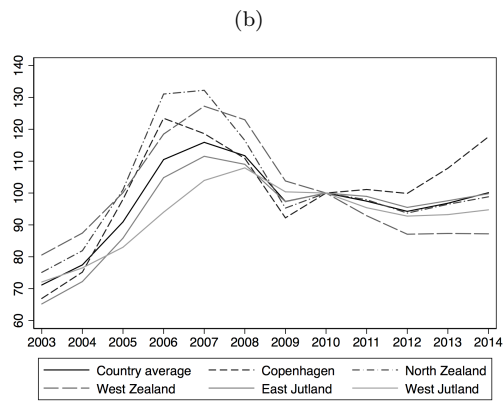 (b)
140
130
120
110
100
90
80
70
60
2003 2004 2005 2006 2007 2008 2009 2010 2011 2012 2013 2014
Country average Copenhagen North Zealand
West Zealand East Jutland West Jutland